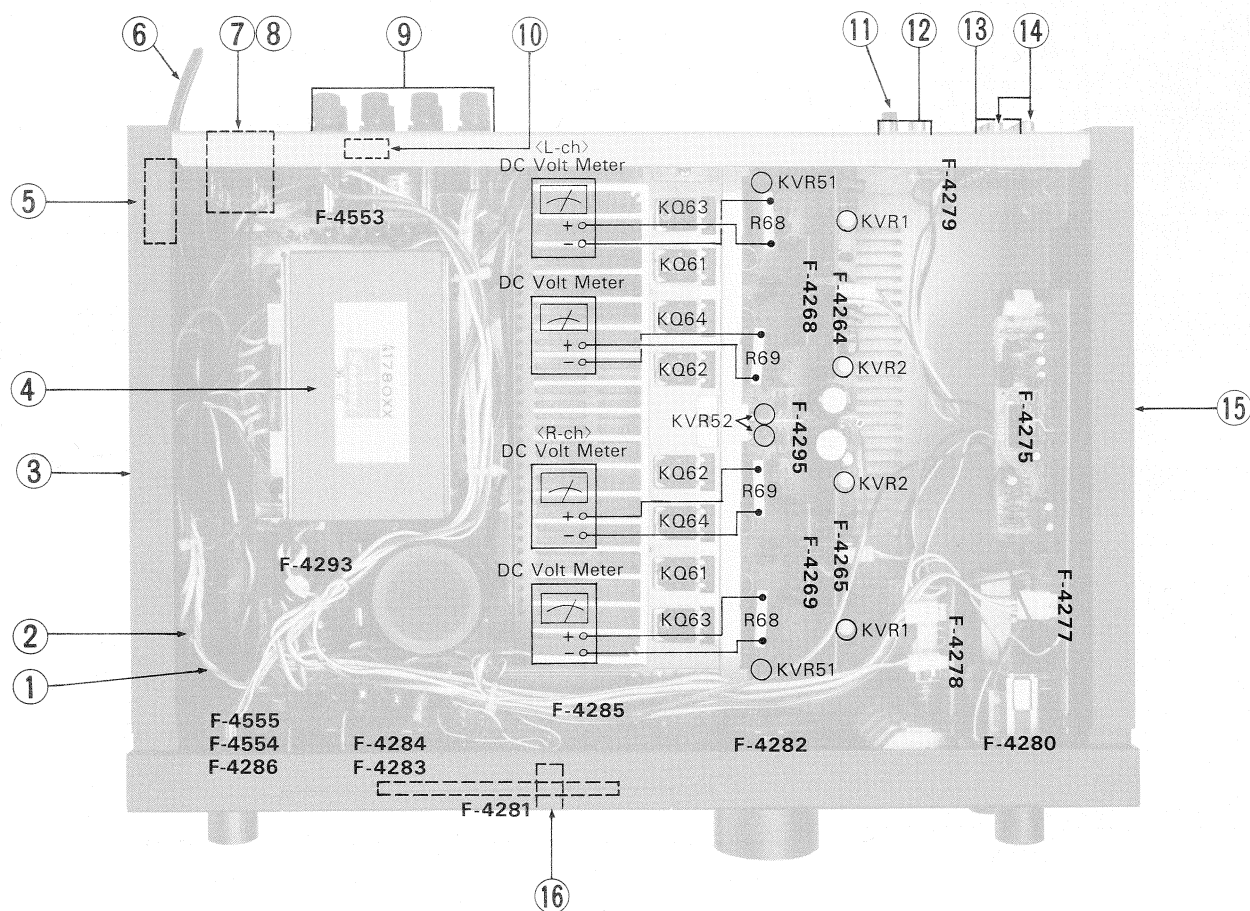 6 7 8 9 10 11 12 13 14
<L-ch>
DC Volt Meter
KVR51
F-4279
5
KQ63
KVR1
F-4553
+
R68
−
KQ61
DC Volt Meter
F-4268
F-4264
KQ64
+
−
R69
4
KQ62
KVR2
15
KVR52
F-4295
F-4275
<R-ch>
DC Volt Meter
3
KQ62
R69
KVR2
+
−
KQ64
F-4293
F-4269
F-4265
DC Volt Meter
KQ61
F-4277
2
KQ63
R68
KVR1
+
−
F-4278
1
KVR51
F-4285
F-4555
F-4554
F-4286
F-4284
F-4283
F-4282
F-4280
F-4281
16